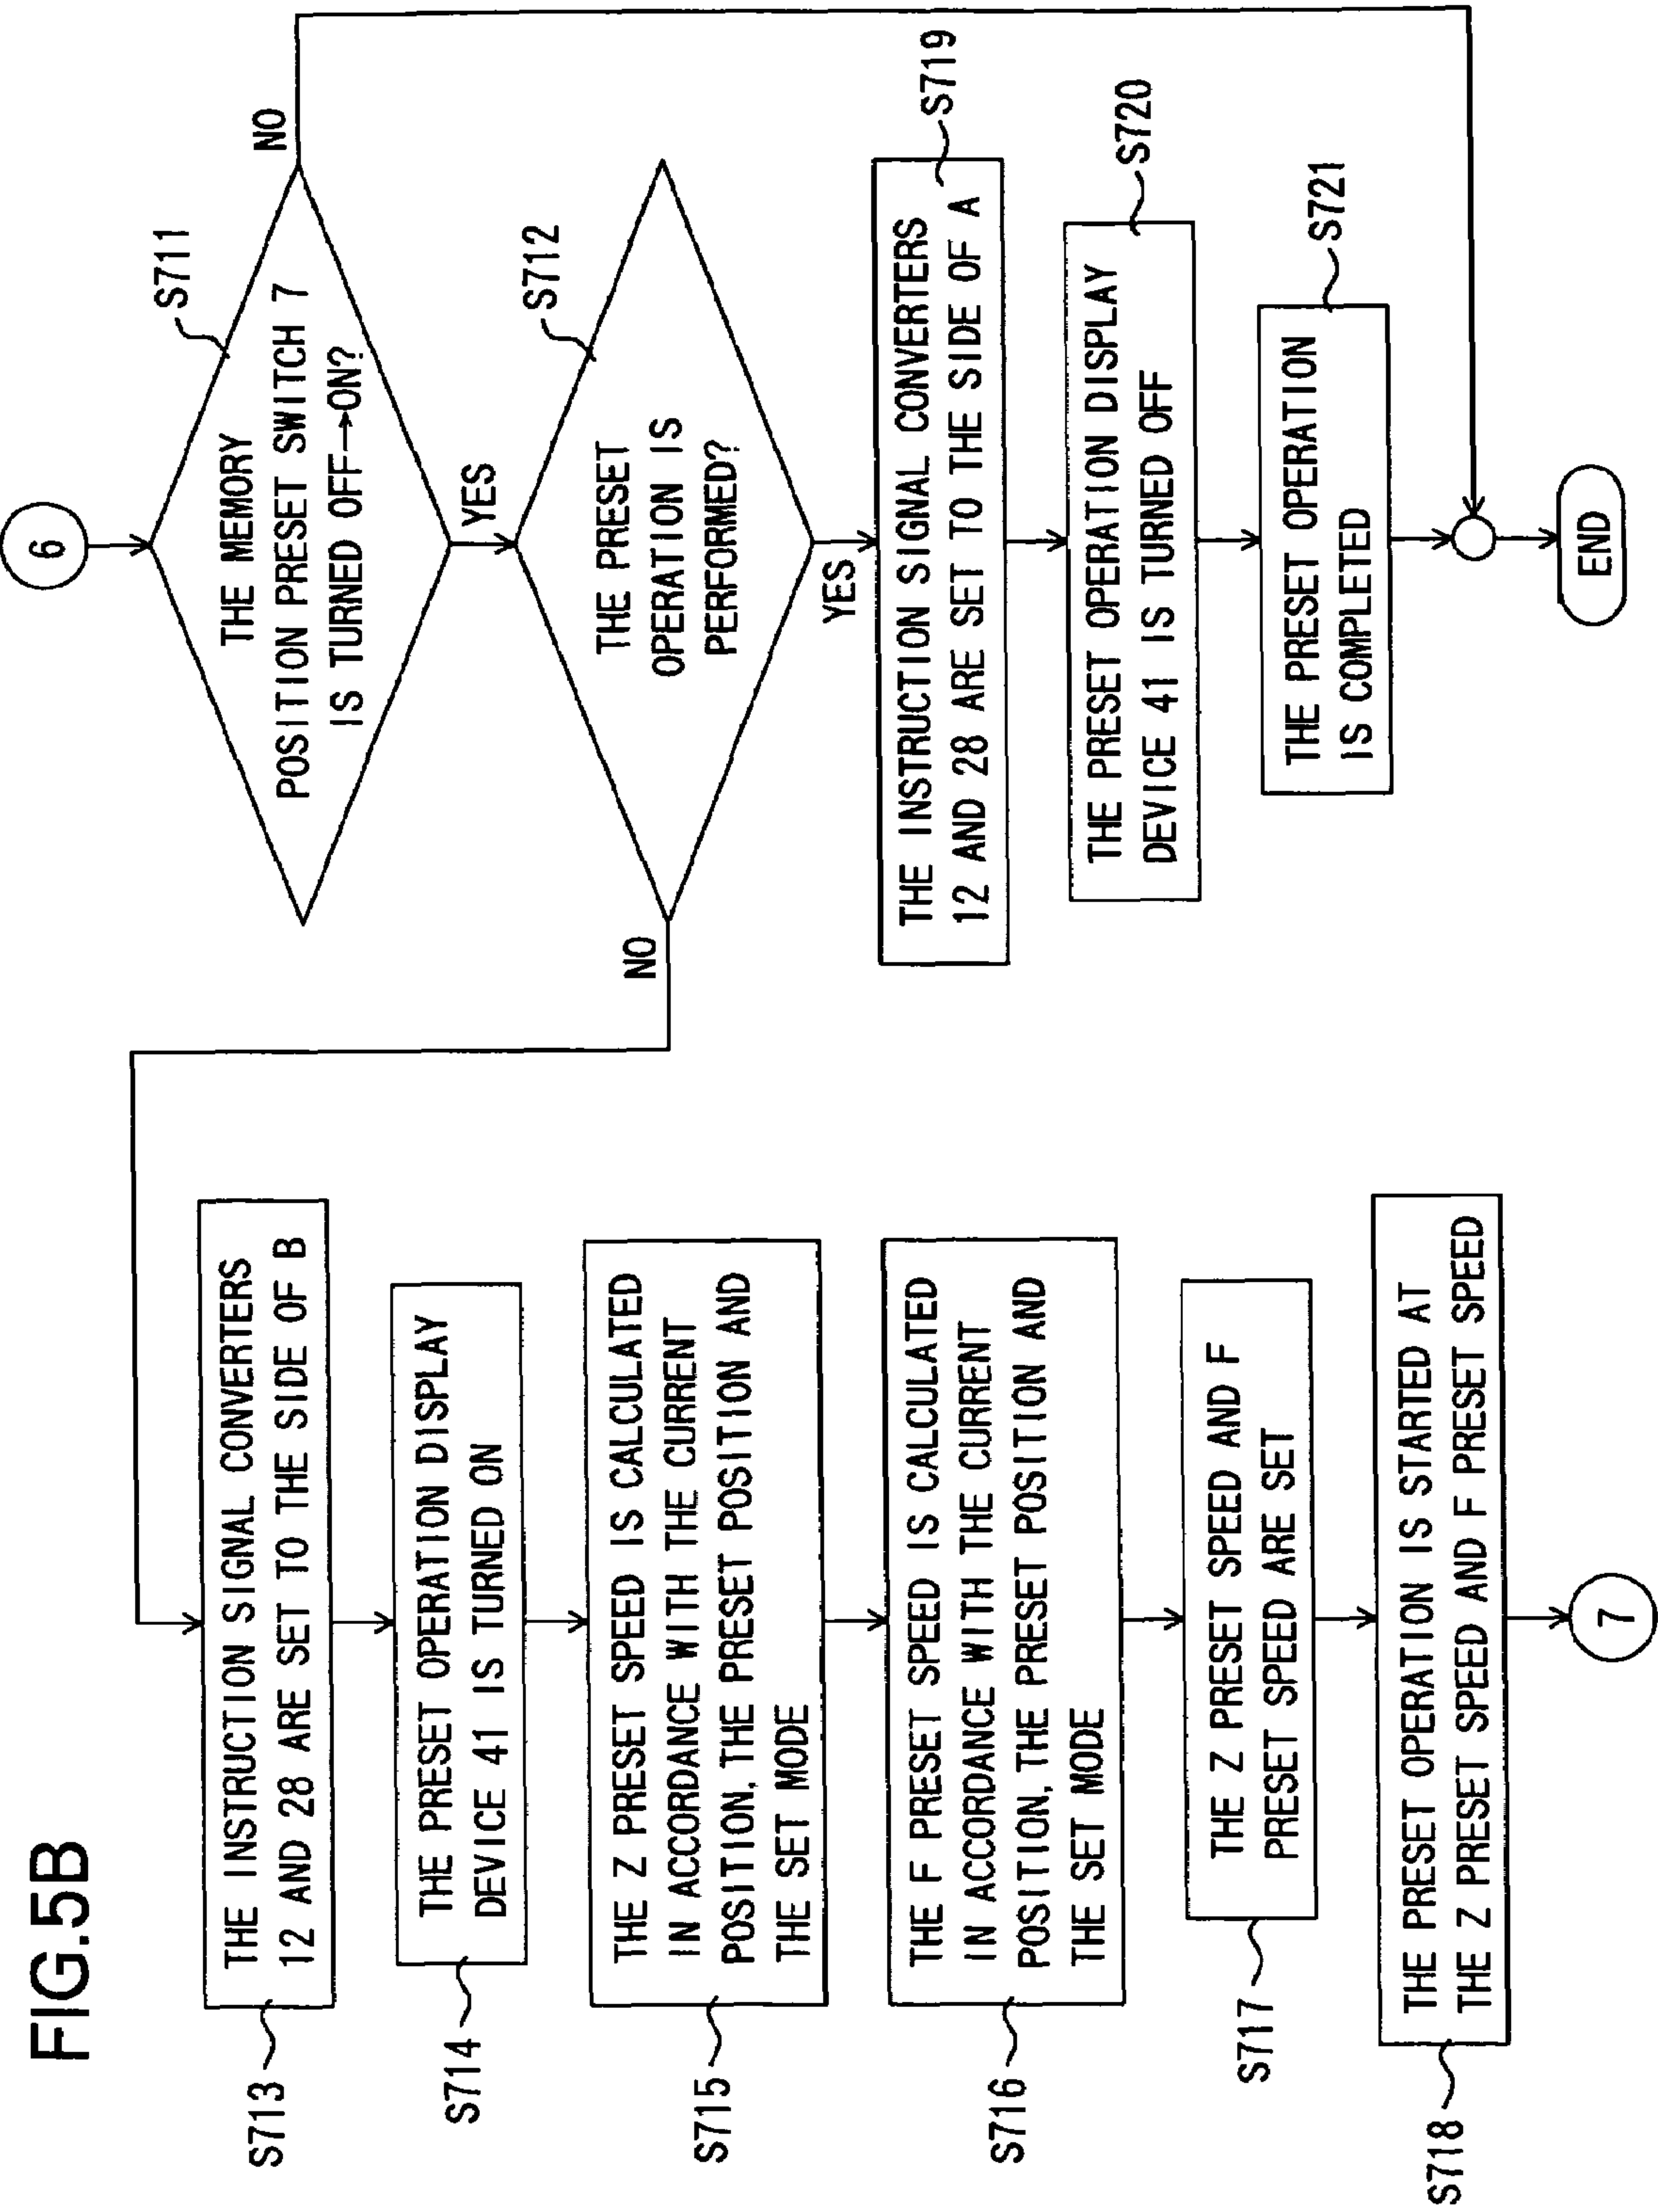 FIG.5B
6
THE MEMORY
POSITION PRESET SWITCH 7
IS TURNED OFF→ON?
S711
NO
YES
THE PRESET
OPERATION IS
PERFORMED?
S712
NO
YES
THE INSTRUCTION SIGNAL CONVERTERS
12 AND 28 ARE SET TO THE SIDE OF B
S713
THE PRESET OPERATION DISPLAY
DEVICE 41 IS TURNED ON
S714
THE Z PRESET SPEED IS CALCULATED
IN ACCORDANCE WITH THE CURRENT
POSITION, THE PRESET POSITION AND
THE SET MODE
S715
THE F PRESET SPEED IS CALCULATED
IN ACCORDANCE WITH THE CURRENT
POSITION, THE PRESET POSITION AND
THE SET MODE
S716
THE Z PRESET SPEED AND F
PRESET SPEED ARE SET
S717
THE PRESET OPERATION IS STARTED AT
THE Z PRESET SPEED AND F PRESET SPEED
S718
7
THE INSTRUCTION SIGNAL CONVERTERS
12 AND 28 ARE SET TO THE SIDE OF A
S719
THE PRESET OPERATION DISPLAY
DEVICE 41 IS TURNED OFF
S720
THE PRESET OPERATION
IS COMPLETED
S721
END